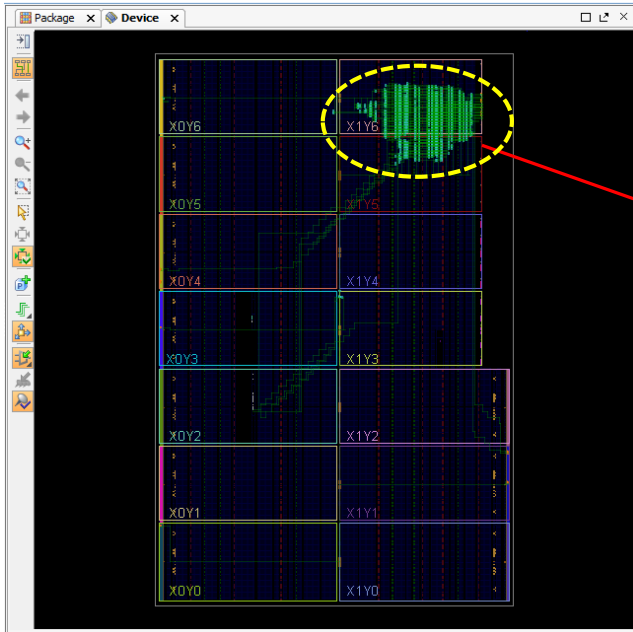 Package Device
X0Y6 X1Y6
X0Y5 X1Y5
X0Y4 X1Y4
X0Y3 X1Y3
X0Y2 X1Y2
X0Y1 X1Y1
X0Y0 X1Y0